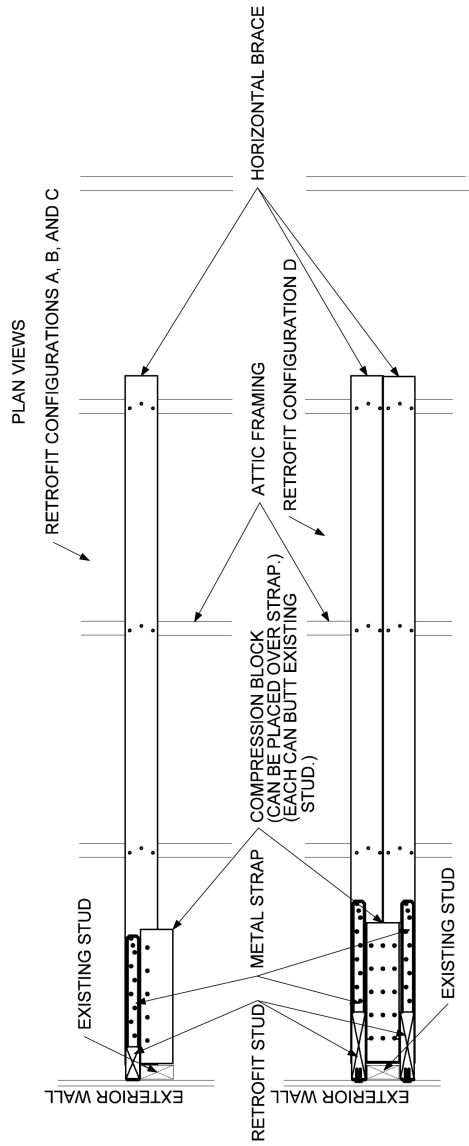 PLAN VIEWS
RETROFIT CONFIGURATIONS A, B, AND C
EXISTING STUD
EXTERIOR WALL
HORIZONTAL BRACE
ATTIC FRAMING
COMPRESSION BLOCK
(CAN BE PLACED OVER STRAP.)
(EACH CAN BUTT EXISTING
STUD.)
METAL STRAP
RETROFIT STUD
RETROFIT CONFIGURATION D
EXISTING STUD
EXTERIOR WALL